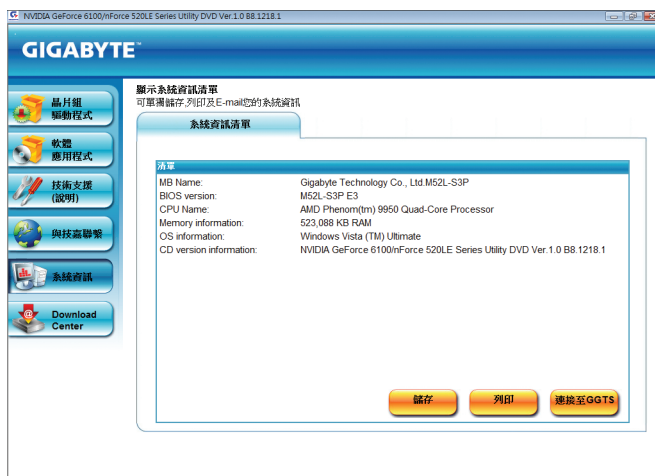 NVIDIA GeForce 6100/nForce 520LE Series Utility DVD Ver.1.0 B8.1218.1
GIGABYTE™
晶片組
驅動程式
軟體
應用程式
技術支援
(說明)
與技嘉聯繫
系統資訊
Download
Center
顯示系統資訊清單
可單獨儲存,列印及E-mail您的系統資訊
系統資訊清單
清單
MB Name: Gigabyte Technology Co., Ltd.M52L-S3P
BIOS version: M52L-S3P E3
CPU Name: AMD Phenom(tm) 9950 Quad-Core Processor
Memory information: 523,088 KB RAM
OS information: Windows Vista (TM) Ultimate
CD version information: NVIDIA GeForce 6100/nForce 520LE Series Utility DVD Ver.1.0 B8.1218.1
儲存
列印
連接至GGTS